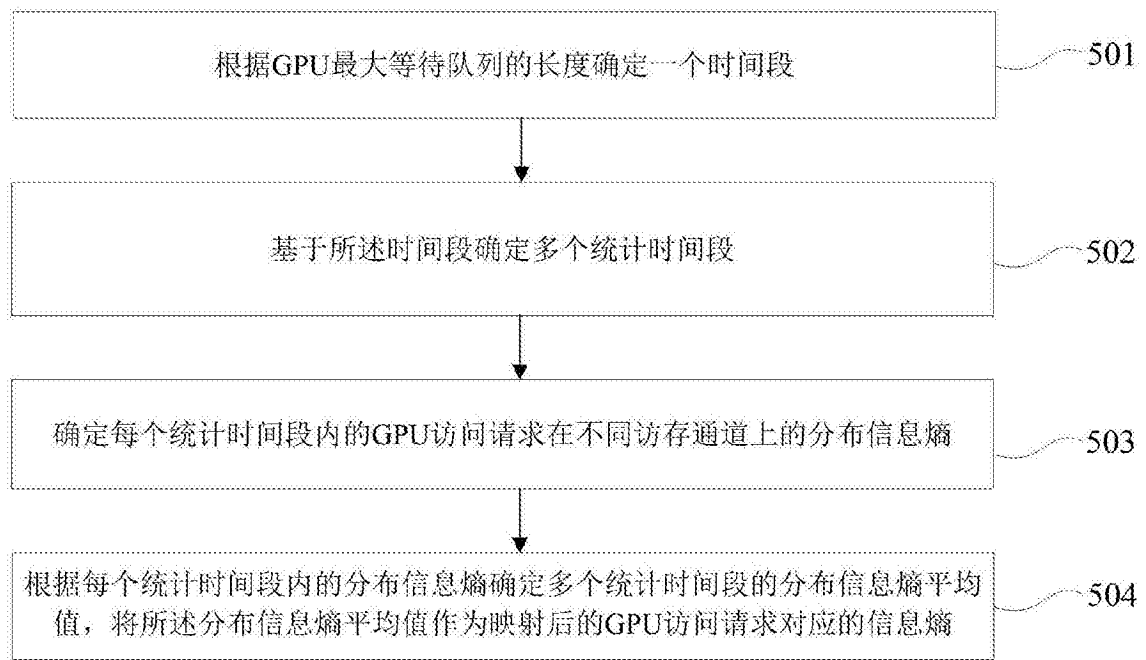 根据GPU最大等待队列的长度确定一个时间段
501
基于所述时间段确定多个统计时间段
502
确定每个统计时间段内的GPU访问请求在不同访存通道上的分布信息熵
503
根据每个统计时间段内的分布信息熵确定多个统计时间段的分布信息熵平均
值，将所述分布信息熵平均值作为映射后的GPU访问请求对应的信息熵
504